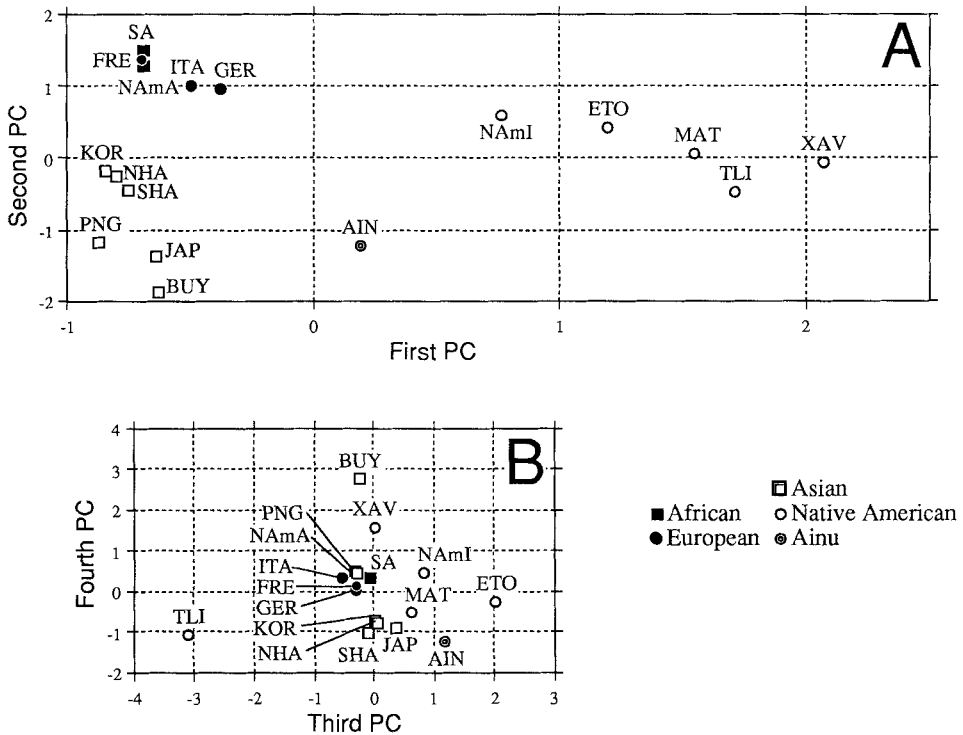 A
SA
FRE
ITA GER
NAmA
NAmI
ETO
MAT
XAV
TLI
KOR
NHA
SHA
PNG
JAP
BUY
AIN
Second PC
2
1
0
-1
-2
-1 0 1 2
First PC
B
BUY
XAV
PNG
NAmA
ITA
SA
NAmI
FRE
GER
MAT
ETO
TLI
KOR
NHA
SHA
JAP
AIN
Fourth PC
4
3
2
1
0
-1
-2
-4 -3 -2 -1 0 1 2 3
Third PC
Asian
African Native American
European Ainu